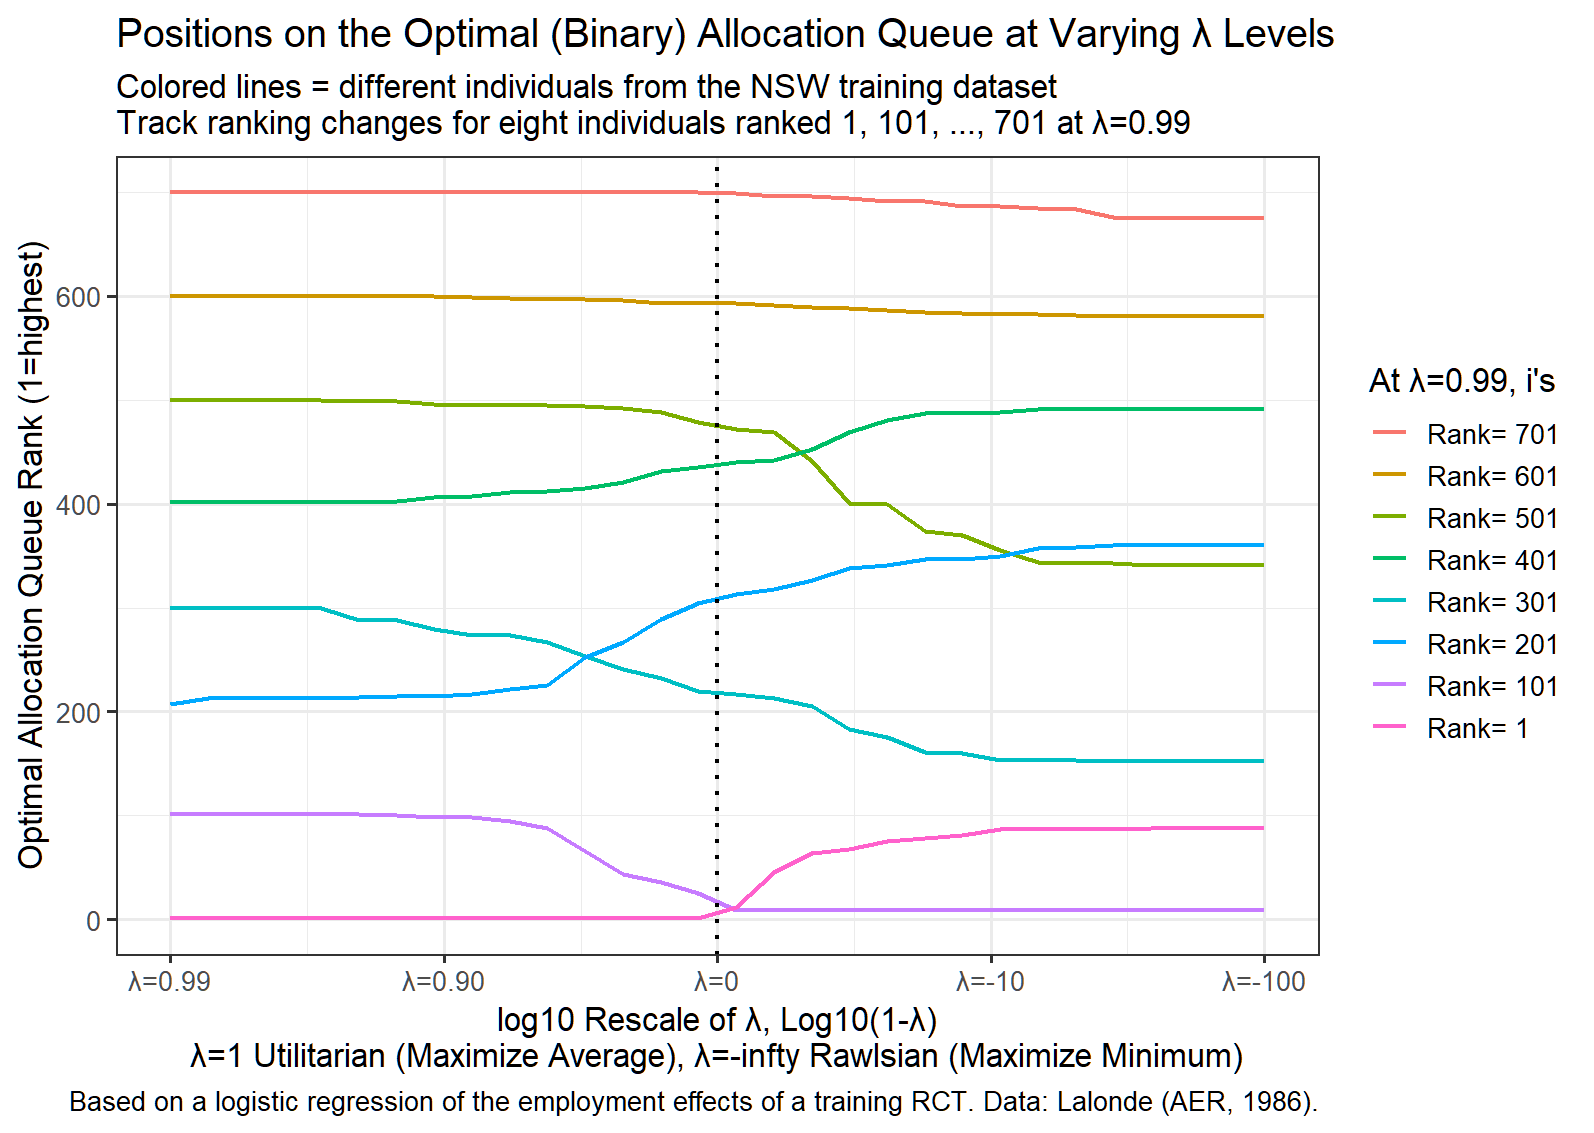 Positions on the Optimal (Binary) Allocation Queue at Varying λ Levels
Colored lines = different individuals from the NSW training dataset
Track ranking changes for eight individuals ranked 1, 101, ..., 701 at λ=0.99
Optimal Allocation Queue Rank (1=highest)
600
400
200
0
λ=0.99
λ=0.90
λ=0
λ=-10
λ=-100
log10 Rescale of λ, Log10(1-λ)
λ=1 Utilitarian (Maximize Average), λ=-infty Rawlsian (Maximize Minimum)
Based on a logistic regression of the employment effects of a training RCT. Data: Lalonde (AER, 1986).
At λ=0.99, i's
Rank= 701
Rank= 601
Rank= 501
Rank= 401
Rank= 301
Rank= 201
Rank= 101
Rank= 1